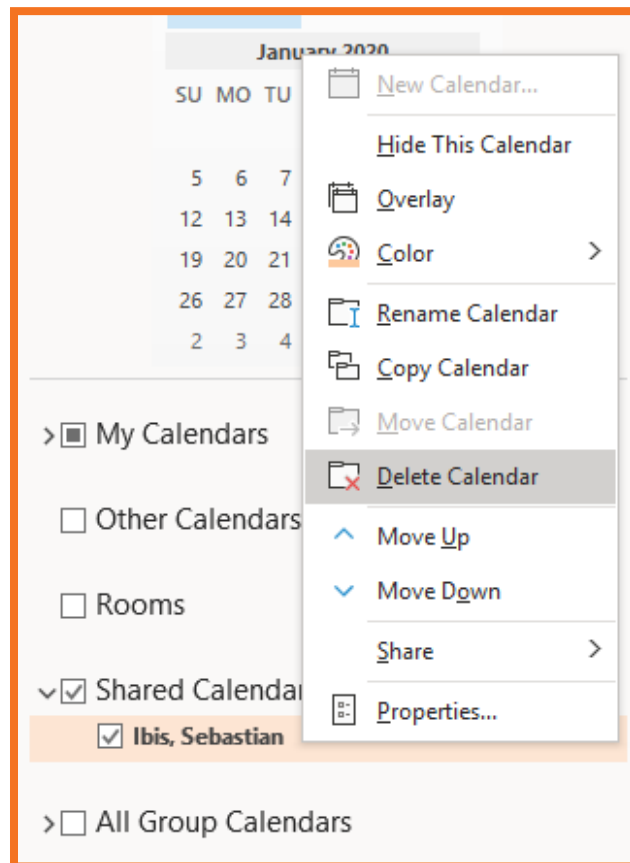 January 2020
SU MO TU
5 6 7
12 13 14
19 20 21
26 27 28
2 3 4
New Calendar...
Hide This Calendar
Overlay
Color
Rename Calendar
Copy Calendar
Move Calendar
Delete Calendar
Move Up
Move Down
Share
Properties...
My Calendars
Other Calendars
Rooms
Shared Calendar
Ibis, Sebastian
All Group Calendars